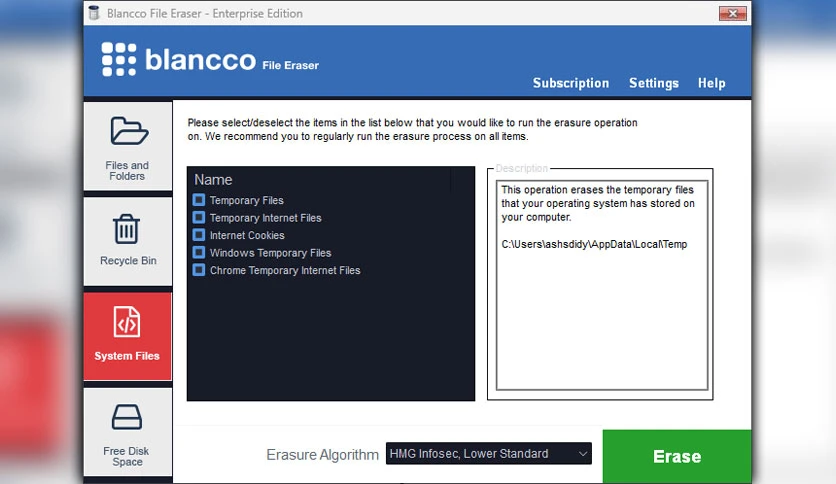 Blancco File Eraser - Enterprise Edition
blancco File Eraser
Subscription Settings Help
Files and
Folders
Recycle Bin
System Files
Free Disk
Space
Please select/deselect the items in the list below that you would like to run the erasure operation
on. We recommend you to regularly run the erasure process on all items.
Name
Temporary Files
Temporary Internet Files
Internet Cookies
Windows Temporary Files
Chrome Temporary Internet Files
Description
This operation erases the temporary files
that your operating system has stored on
your computer.
C:\Users\ashsdidy\AppData\Local\Temp
Erasure Algorithm HMG Infosec, Lower Standard
Erase